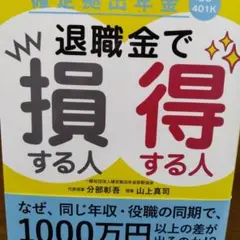 確定拠出年金
401K
退職金で
損 得
する人 する人
分部彰吾 山上真司
なぜ、同じ年収・役職の同期で、
1000万円以上の差が